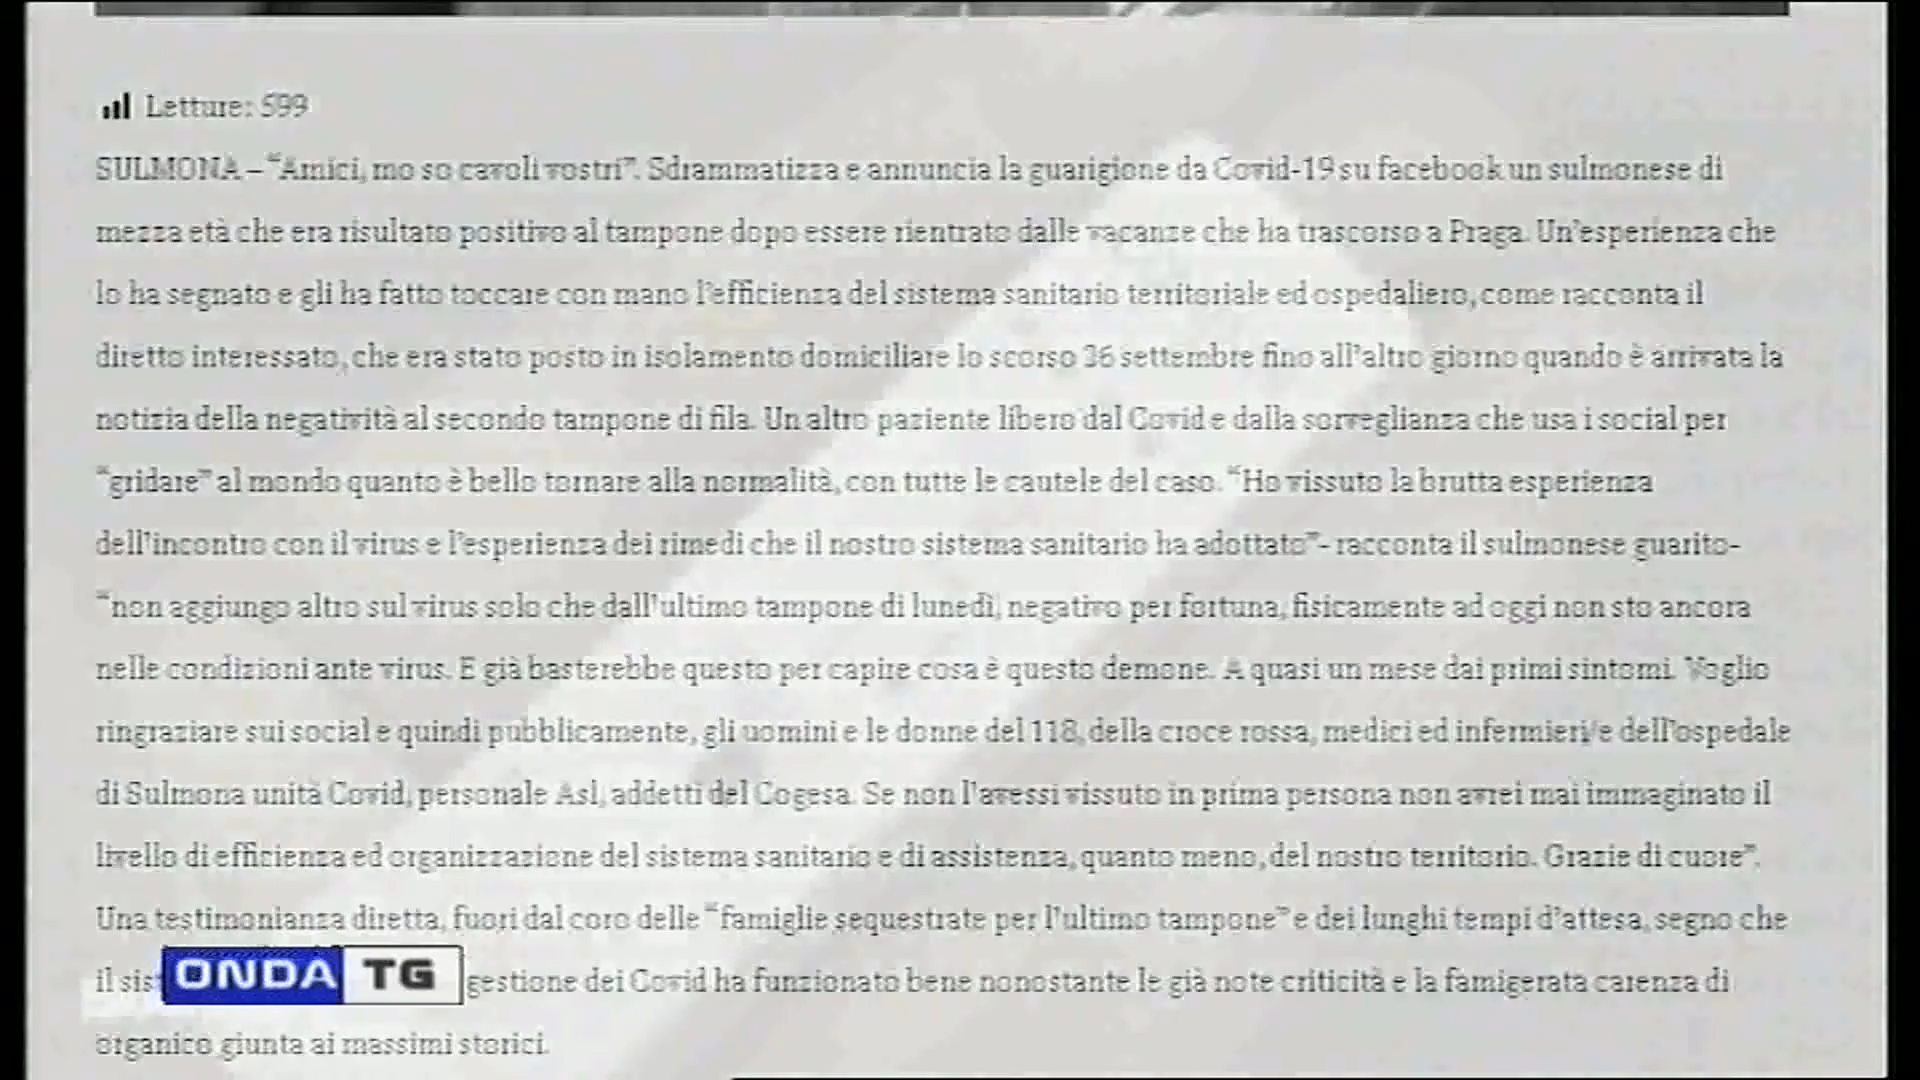 Letture: 599
SULMONA – “Amici, mo so cavoli vostri”. Sdrammatizza e annuncia la guarigione da Covid-19 su facebook un sulmonese di
mezza età che era risultato positivo al tampone dopo essere rientrato dalle vacanze che ha trascorso a Praga. Un’esperienza che
lo ha segnato e gli ha fatto toccare con mano l’efficienza del sistema sanitario territoriale ed ospedaliero, come racconta il
diretto interessato, che era stato posto in isolamento domiciliare lo scorso 26 settembre fino all’altro giorno quando è arrivata la
notizia della negatività al secondo tampone di fila. Un altro paziente libero dal Covid e dalla sorveglianza che usa i social per
“gridare” al mondo quanto è bello tornare alla normalità, con tutte le cautele del caso. “Ho vissuto la brutta esperienza
dell’incontro con il virus e l’esperienza dei rimedi che il nostro sistema sanitario ha adottato”- racconta il sulmonese guarito-
“non aggiungo altro sul virus solo che dall’ultimo tampone di lunedì, negativo per fortuna, fisicamente ad oggi non sto ancora
nelle condizioni ante virus. E già basterebbe questo per capire cosa è questo demone. A quasi un mese dai primi sintomi. Voglio
ringraziare sui social e quindi pubblicamente, gli uomini e le donne del 118, della croce rossa, medici ed infermieri/e dell’ospedale
di Sulmona unità Covid, personale Asl, addetti del Cogesa. Se non l’avessi vissuto in prima persona non avrei mai immaginato il
livello di efficienza ed organizzazione del sistema sanitario e di assistenza, quanto meno, del nostro territorio. Grazie di cuore”.
Una testimonianza diretta, fuori dal coro delle “famiglie sequestrate per l’ultimo tampone” e dei lunghi tempi d’attesa, segno che
il sis gestione dei Covid ha funzionato bene nonostante le già note criticità e la famigerata carenza di
ONDA TG
organico giunta ai massimi storici.